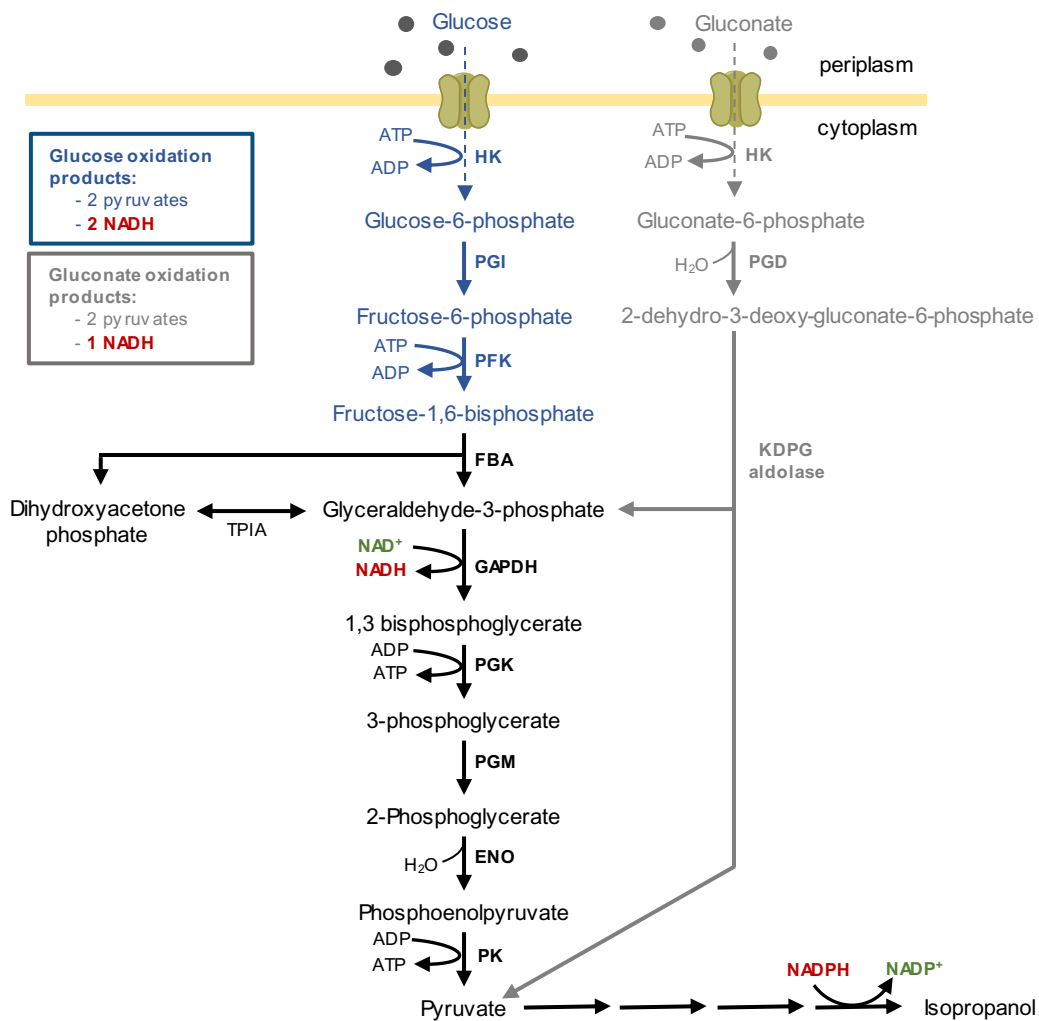 Glucose
Gluconate
periplasm
cytoplasm
ATP
ADP
HK
ATP
ADP
HK
Glucose oxidation
products:
- 2 pyruvates
- 2 NADH
Glucose-6-phosphate
Gluconate-6-phosphate
PGI
H₂O
PGD
Gluconate oxidation
products:
- 2 pyruvates
- 1 NADH
Fructose-6-phosphate
2-dehydro-3-deoxy-gluconate-6-phosphate
ATP
ADP
PFK
Fructose-1,6-bisphosphate
FBA
KDPG
aldolase
Dihydroxyacetone
phosphate
TPIA
Glyceraldehyde-3-phosphate
NAD⁺
NADH
GAPDH
1,3 bisphosphoglycerate
ADP
ATP
PGK
3-phosphoglycerate
PGM
2-Phosphoglycerate
H₂O
ENO
Phosphoenolpyruvate
ADP
ATP
PK
NADPH
NADP⁺
Pyruvate
Isopropanol